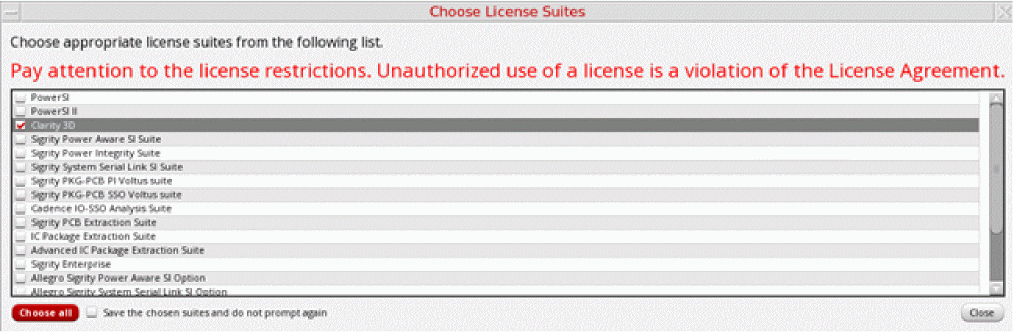 Choose License Suites
Choose appropriate license suites from the following list.
Pay attention to the license restrictions. Unauthorized use of a license is a violation of the License Agreement.
PowerSI
PowerSI II
Clarity 3D
Sigrity Power Aware SI Suite
Sigrity Power Integrity Suite
Sigrity System Serial Link SI Suite
Sigrity PKG-PCB PI Voltus suite
Sigrity PKG-PCB SSO Voltus suite
Cadence IO-SSO Analysis Suite
Sigrity PCB Extraction Suite
IC Package Extraction Suite
Advanced IC Package Extraction Suite
Sigrity Enterprise
Allegro Sigrity Power Aware SI Option
Allegro Sigrity System Serial Link SI Option
Choose all Save the chosen suites and do not prompt again Close